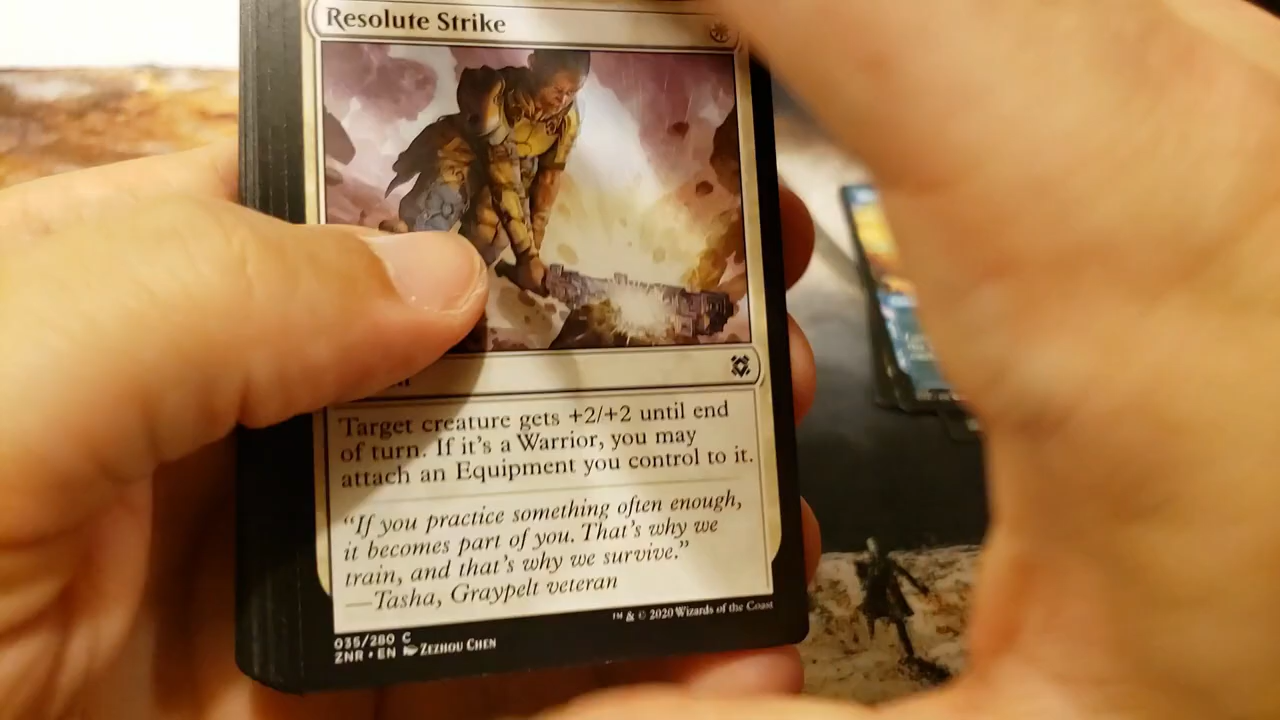 Resolute Strike
Target creature gets +2/+2 until end
of turn. If it's a Warrior, you may
attach an Equipment you control to it.
"If you practice something often enough,
it becomes part of you. That's why we
train, and that's why we survive."
—Tasha, Graypelt veteran
™ & © 2020 Wizards of the Coast
035/280 C
ZNR • EN Zezhou Chen